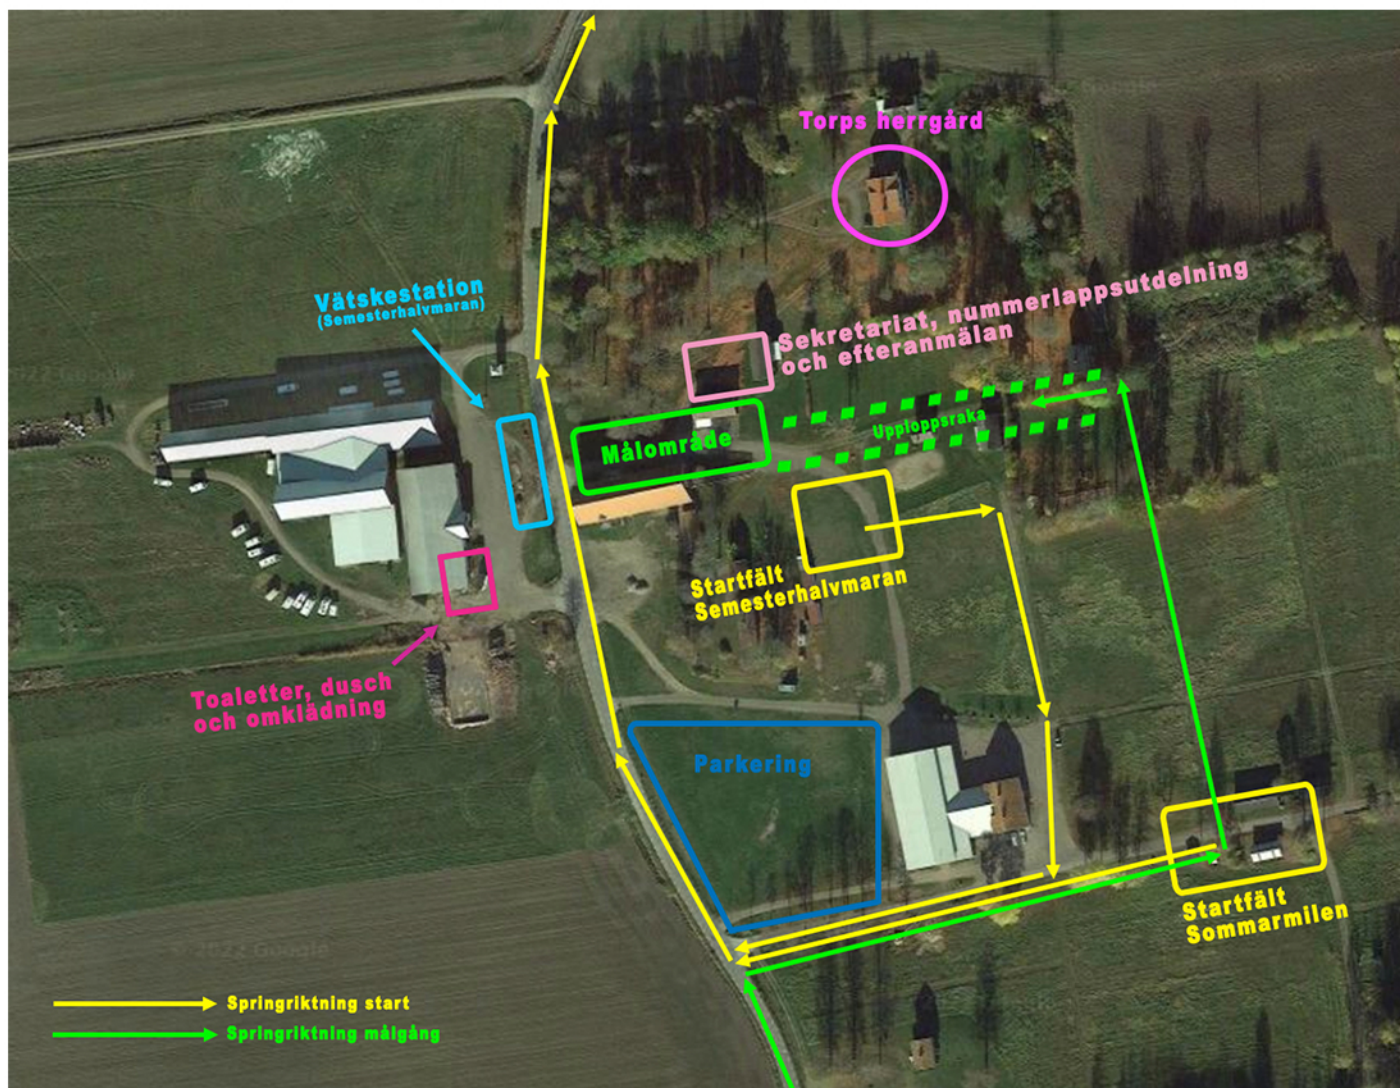 Torps herrgård
Vätskestation
(Semesterhalvmaran)
Sekretariat, nummerlappsutdelning
och efteranmälan
Målområde
Upploppsraka
Startfält
Semesterhalvmaran
Toaletter, dusch
och omklädning
Parkering
Startfält
Sommarmilen
Springriktning start
Springriktning målgång